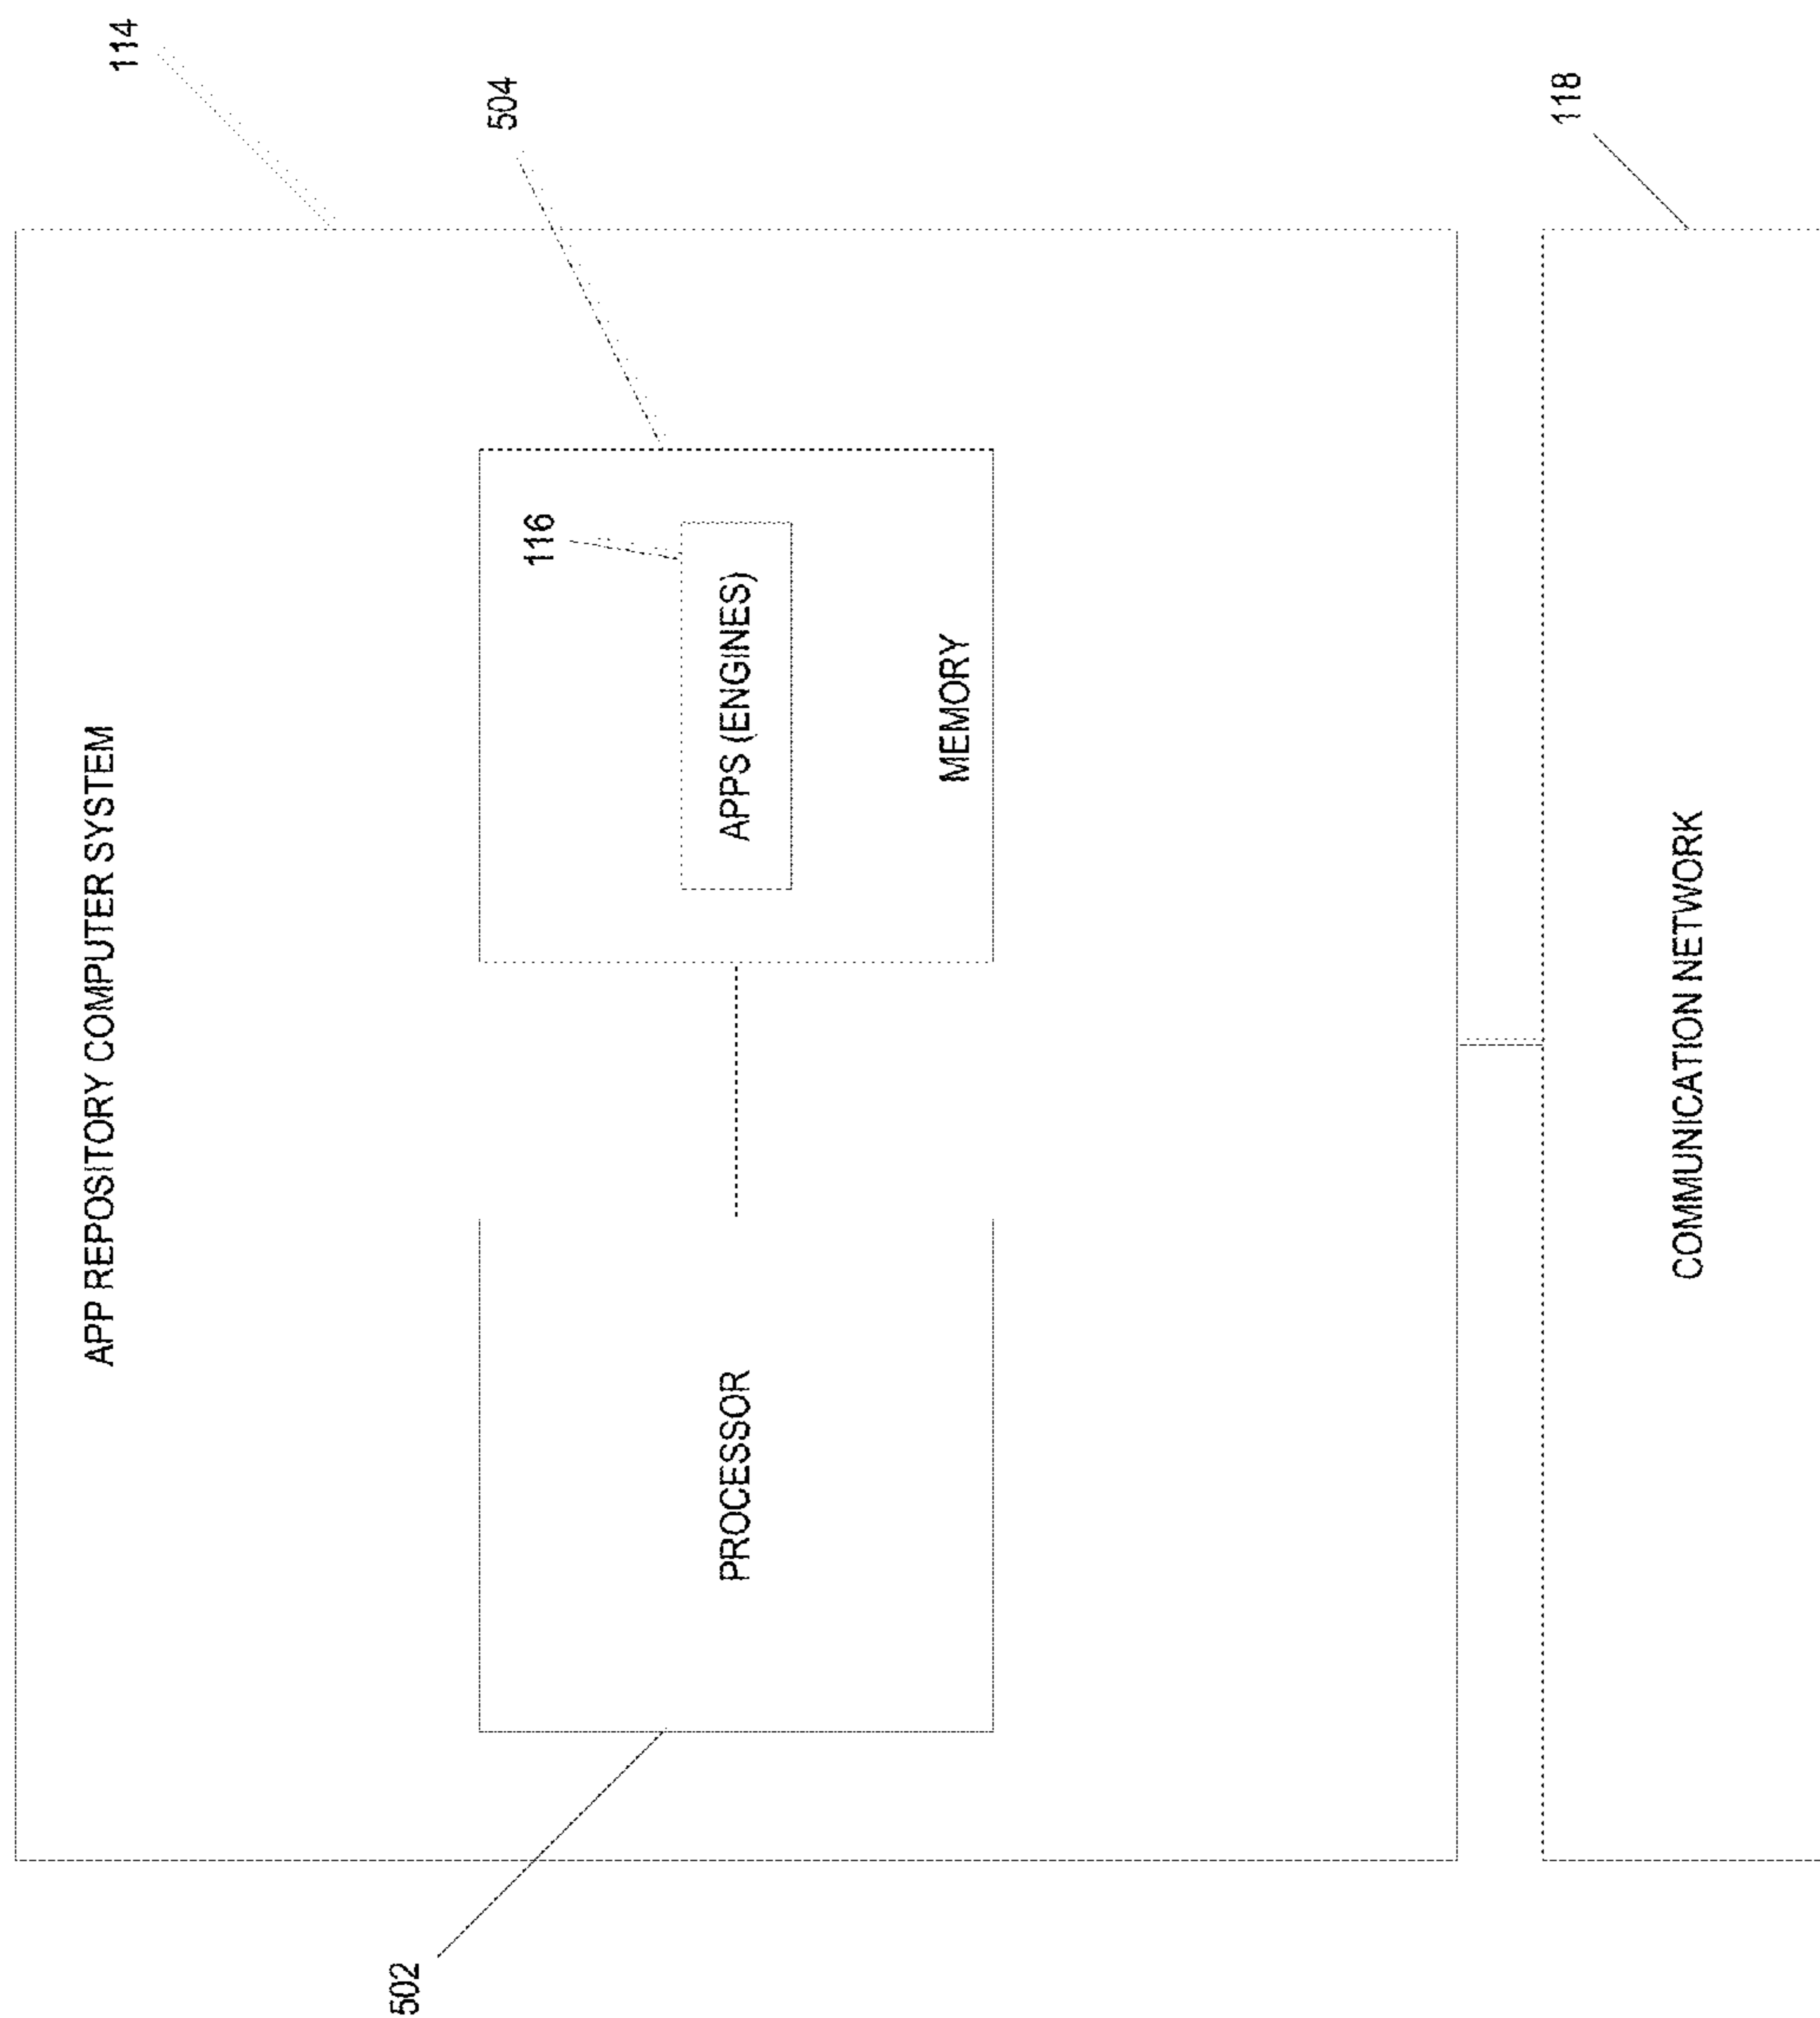 114
APP REPOSITORY COMPUTER SYSTEM
504
116
502
PROCESSOR
APPS (ENGINES)
MEMORY
118
COMMUNICATION NETWORK